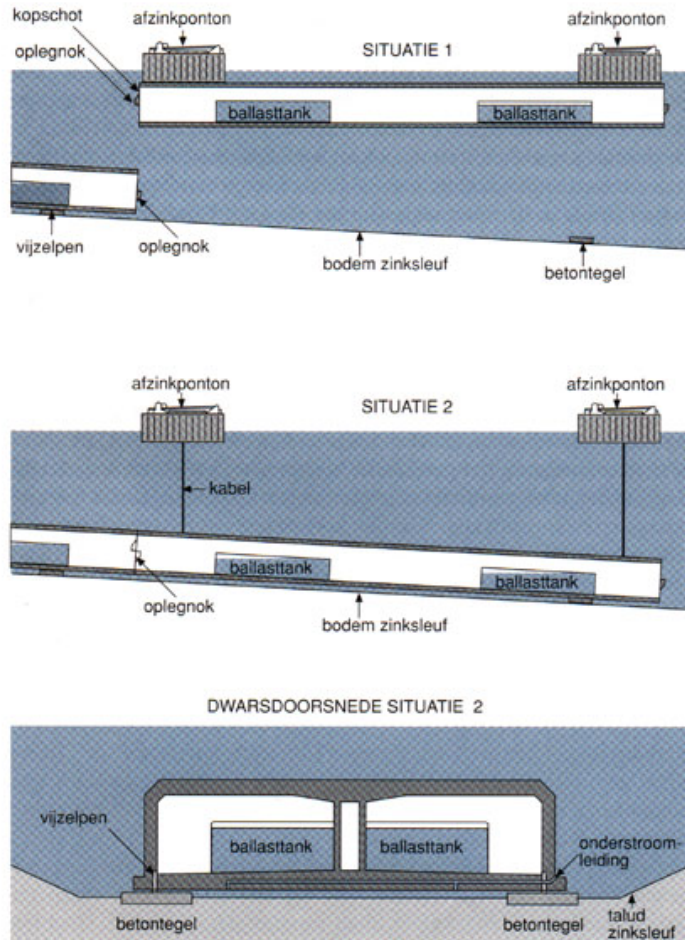 afzinkponton
afzinkponton
kopschot
SITUATIE 1
oplegnok
ballasttank
ballasttank
vijzelpen
oplegnok
bodem zinksleuf
betontegel
afzinkponton
afzinkponton
SITUATIE 2
kabel
ballasttank
ballasttank
oplegnok
bodem zinksleuf
DWARSDOORSNEDE SITUATIE 2
vijzelpen
ballasttank
ballasttank
onderstroom-
leiding
betontegel
betontegel
talud
zinksleuf